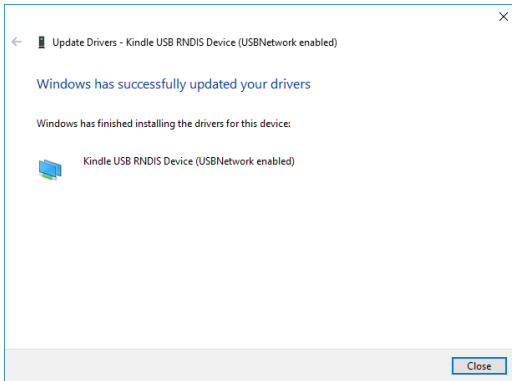 Update Drivers - Kindle USB RNDIS Device (USBNetwork enabled)
Windows has successfully updated your drivers
Windows has finished installing the drivers for this device:
Kindle USB RNDIS Device (USBNetwork enabled)
Close